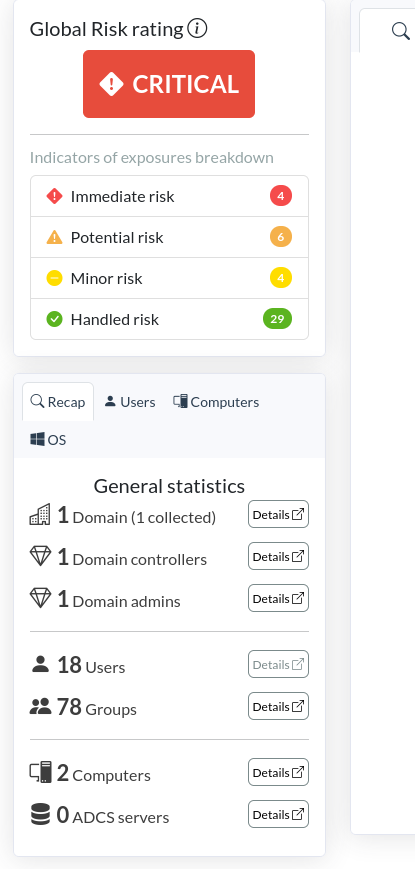 Global Risk rating
CRITICAL
Indicators of exposures breakdown
Immediate risk 4
Potential risk 6
Minor risk 4
Handled risk 29
Recap Users Computers
OS
General statistics
1 Domain (1 collected) Details
1 Domain controllers Details
1 Domain admins Details
18 Users Details
78 Groups Details
2 Computers Details
0 ADCS servers Details